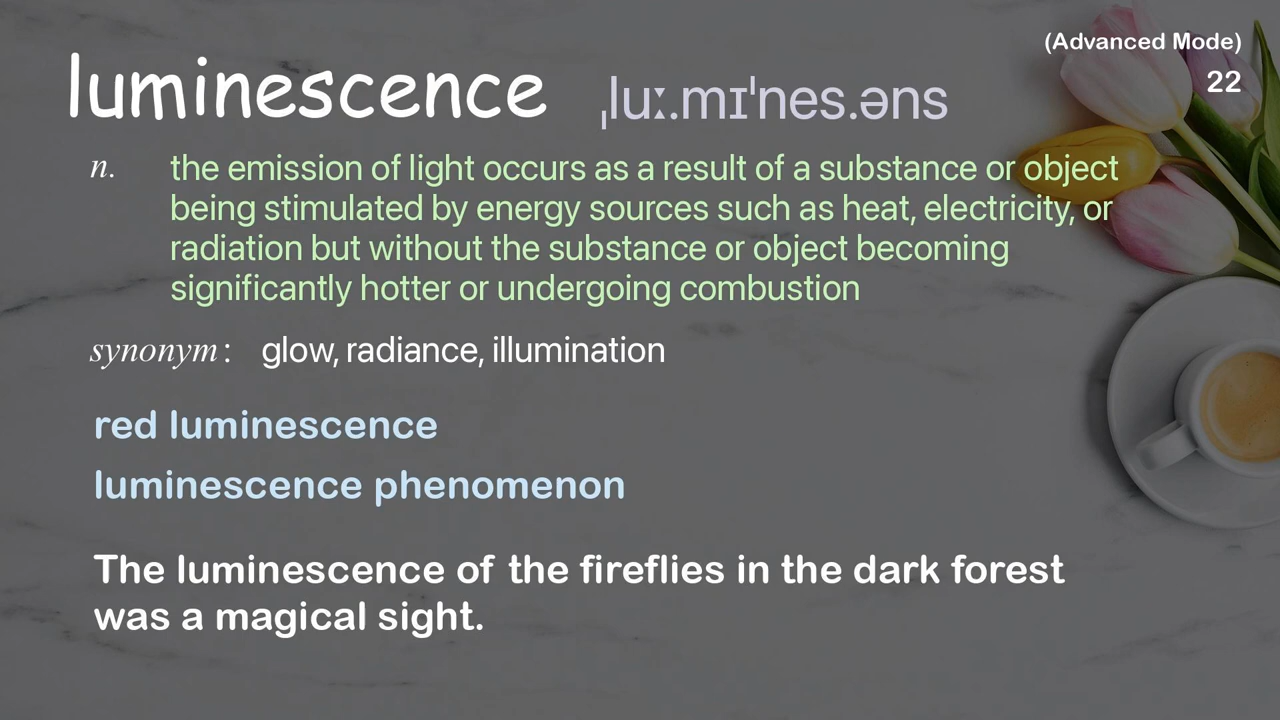 (Advanced Mode)
22
luminescence ˌluː.mɪˈnes.əns
n. the emission of light occurs as a result of a substance or object
being stimulated by energy sources such as heat, electricity, or
radiation but without the substance or object becoming
significantly hotter or undergoing combustion
synonym: glow, radiance, illumination
red luminescence
luminescence phenomenon
The luminescence of the fireflies in the dark forest
was a magical sight.